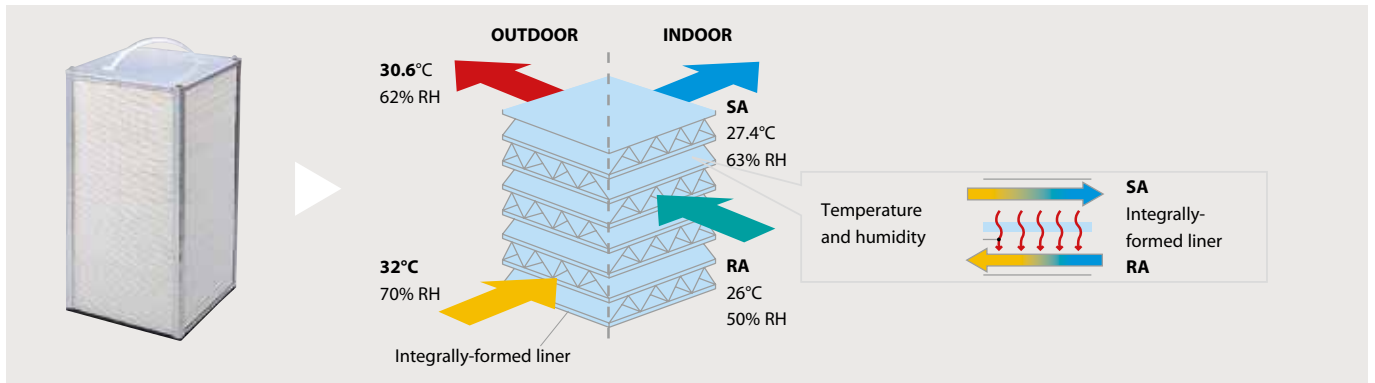 OUTDOOR
INDOOR
30.6°C
62% RH
SA
27.4°C
63% RH
32°C
70% RH
RA
26°C
50% RH
Integrally-formed liner
Temperature
and humidity
SA
Integrally-
formed liner
RA